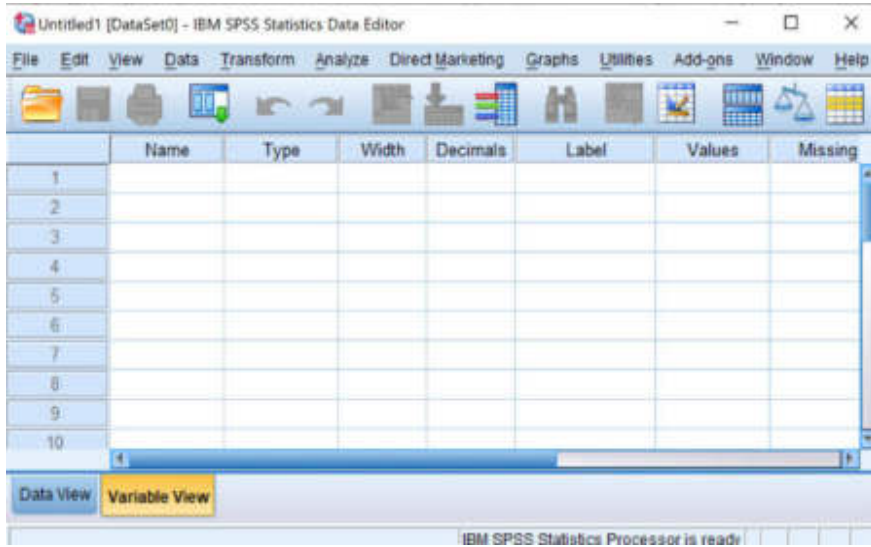 Untitled1 [DataSet0] - IBM SPSS Statistics Data Editor
File Edit View Data Transform Analyze Direct Marketing Graphs Utilities Add-ons Window Help
Name Type Width Decimals Label Values Missing
1
2
3
4
5
6
7
8
9
10
Data View Variable View
IBM SPSS Statistics Processor is ready